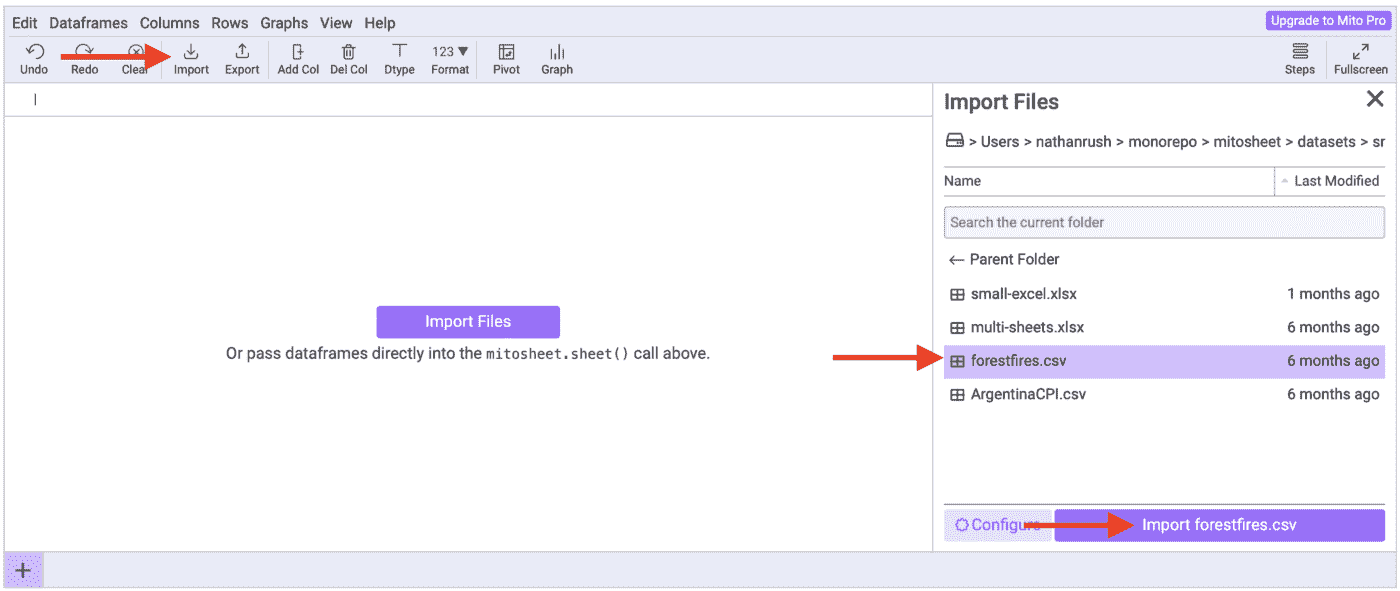 Edit Dataframes Columns Rows Graphs View Help
Upgrade to Mito Pro
Undo Redo Clear Import Export Add Col Del Col Dtype 123 Format Pivot Graph Steps Fullscreen
Import Files
> Users > nathanrush > monorepo > mitosheet > datasets > sr
Name Last Modified
Search the current folder
Parent Folder
small-excel.xlsx 1 months ago
multi-sheets.xlsx 6 months ago
forestfires.csv 6 months ago
ArgentinaCPI.csv 6 months ago
Configure Import forestfires.csv
Import Files
Or pass dataframes directly into the mitosheet.sheet() call above.
+